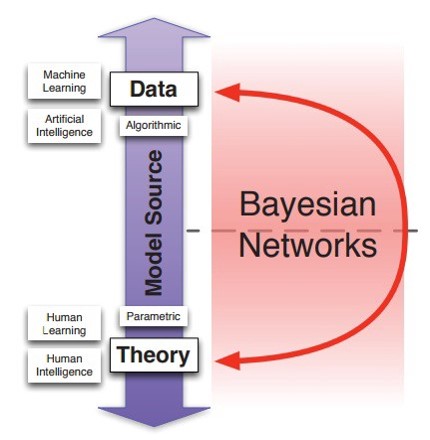 Machine
Learning
Data
Artificial
Intelligence
Algorithmic
Model Source
Bayesian
Networks
Human
Learning
Parametric
Human
Intelligence
Theory